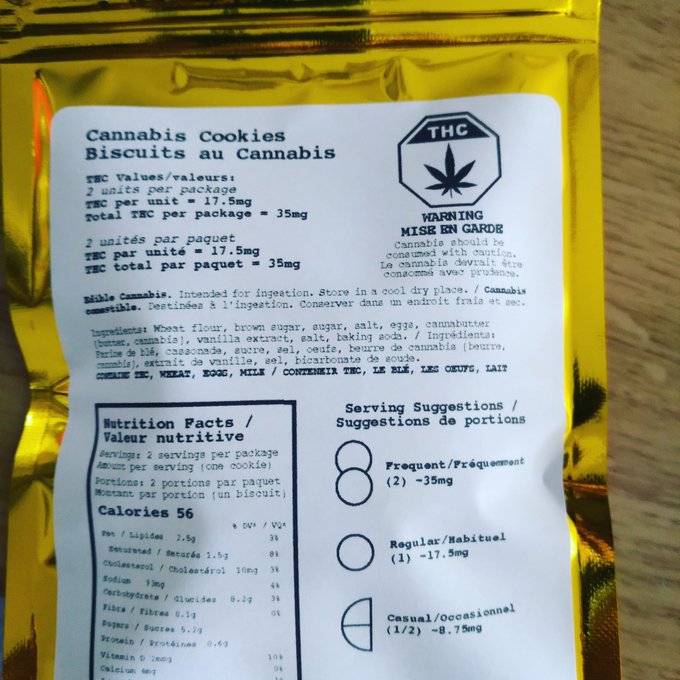 Cannabis Cookies
Biscuits au Cannabis
THC Values/valeurs:
2 units per package
THC per unit = 17.5mg
Total THC per package = 35mg
2 unités par paquet
THC par unité = 17.5mg
THC total par paquet = 35mg
THC
WARNING
MISE EN GARDE
Cannabis should be
consumed with caution.
Le cannabis devrait être
consommé avec prudence.
Edible Cannabis. Intended for ingestion. Store in a cool dry place. / Cannabis
comestible. Destinées à l'ingestion. Conserver dans un endroit frais et sec.
Ingredients: Wheat flour, brown sugar, sugar, salt, eggs, cannabutter
(butter, cannabis), vanilla extract, salt, baking soda. / Ingrédients:
Farine de blé, cassonade, sucre, sel, oeufs, beurre de cannabis (beurre,
cannabis), extrait de vanille, sel, bicarbonate de soude.
CONTAINS THC, WHEAT, EGGS, MILK / CONTENEIR THC, LE BLÉ, LES OEUFS, LAIT
Nutrition Facts /
Valeur nutritive
Servings: 2 servings per package
Amount per serving (one cookie)
Portions: 2 portions par paquet
Montant par portion (un biscuit)
Calories 56
% DV* / VQ*
Fat / Lipides 2.5g 3%
Saturated / Saturés 1.5g 8%
Cholesterol / Cholestérol 10mg 3%
Sodium 93mg 4%
Carbohydrate / Glucides 8.2g 3%
Fibre / Fibres 0.1g 0%
Sugars / Sucres 5.2g
Protein / Protéines 0.6g
Vitamin D 2mcg 10%
Calcium 4mg 0%
Serving Suggestions /
Suggestions de portions
Frequent/Fréquemment
(2) ~35mg
Regular/Habituel
(1) ~17.5mg
Casual/Occasionnel
(1/2) ~8.75mg